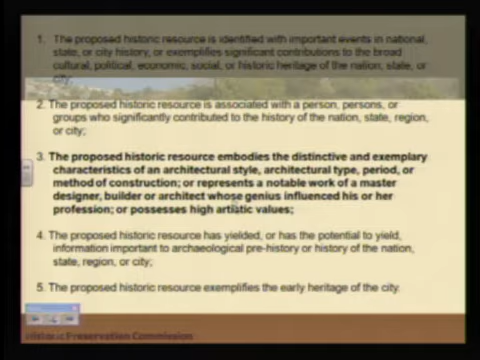 1. The proposed historic resource is identified with important events in national,
state, or city history, or exemplifies significant contributions to the broad
cultural, political, economic, social, or historic heritage of the nation, state, or
city;
2. The proposed historic resource is associated with a person, persons, or
groups who significantly contributed to the history of the nation, state, region,
or city;
3. The proposed historic resource embodies the distinctive and exemplary
characteristics of an architectural style, architectural type, period, or
method of construction; or represents a notable work of a master
designer, builder or architect whose genius influenced his or her
profession; or possesses high artistic values;
4. The proposed historic resource has yielded, or has the potential to yield,
information important to archaeological pre-history or history of the nation,
state, region, or city;
5. The proposed historic resource exemplifies the early heritage of the city.
Historic Preservation Commission